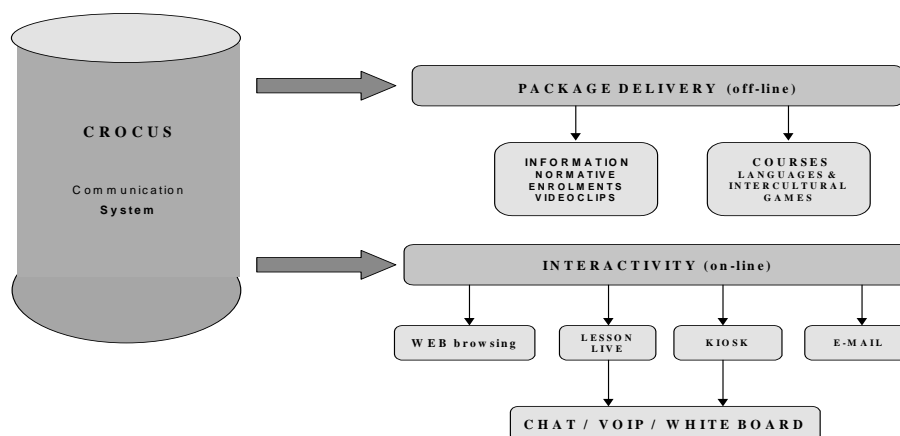 CROCUS
Communication
System
PACKAGE DELIVERY (off-line)
INFORMATION
NORMATIVE
ENROLMENTS
VIDEOCLIPS
COURSES
LANGUAGES &
INTERCULTURAL
GAMES
INTERACTIVITY (on-line)
WEB browsing
LESSON
LIVE
KIOSK
E-MAIL
CHAT / VOIP / WHITE BOARD